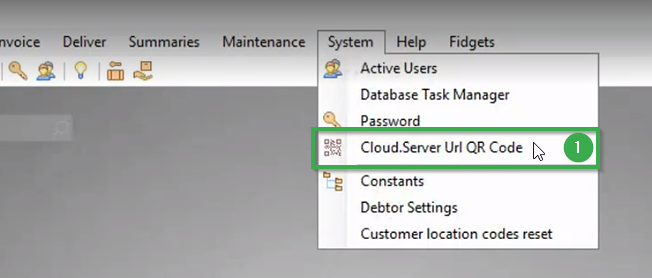 nvoice Deliver Summaries Maintenance System Help Fidgets
Active Users
Database Task Manager
Password
Cloud.Server Url QR Code 1
Constants
Debtor Settings
Customer location codes reset